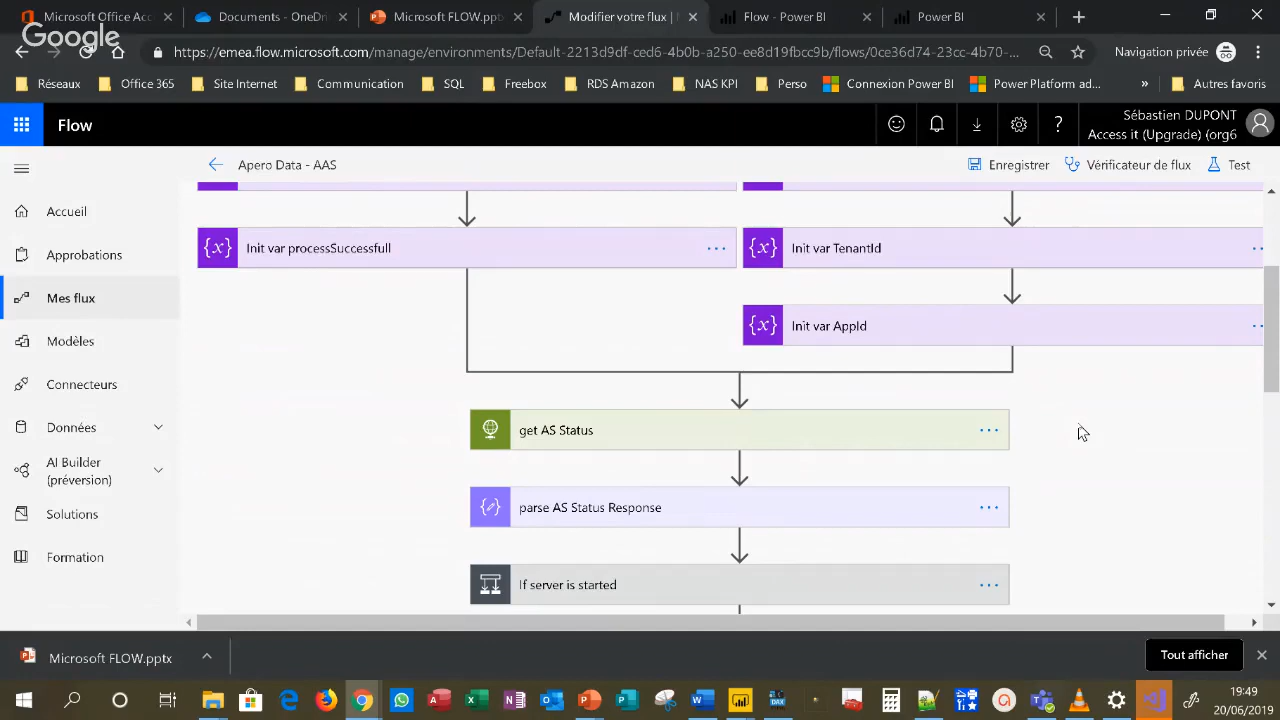 Microsoft Office Acc
Documents - OneDri
Microsoft FLOW.ppt
Modifier votre flux |
Flow - Power BI
Power BI
Google
https://emea.flow.microsoft.com/manage/environments/Default-2213d9df-ced6-4b0b-a250-ee8d19fbccfb/flows/0ce36d74-23cc-4b70-...
Navigation privée
Réseaux
Office 365
Site Internet
Communication
SQL
Freebox
RDS Amazon
NAS KPI
Perso
Connexion Power BI
Power Platform ad...
»
Autres favoris
Flow
?
Sébastien DUPONT
Access it (Upgrade) (org6
Apero Data - AAS
Enregistrer
Vérificateur de flux
Test
Accueil
Approbations
Mes flux
Modèles
Connecteurs
Données
AI Builder
(préversion)
Solutions
Formation
{x} Init var processSuccessfull ...
{x} Init var TenantId
{x} Init var AppId
get AS Status ...
parse AS Status Response ...
If server is started ...
Microsoft FLOW.pptx
Tout afficher
19:49
20/06/2019